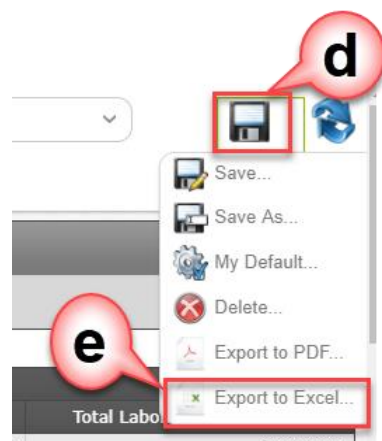 d
Save...
Save As...
My Default...
Delete...
Export to PDF...
e
Export to Excel...
Total Labo